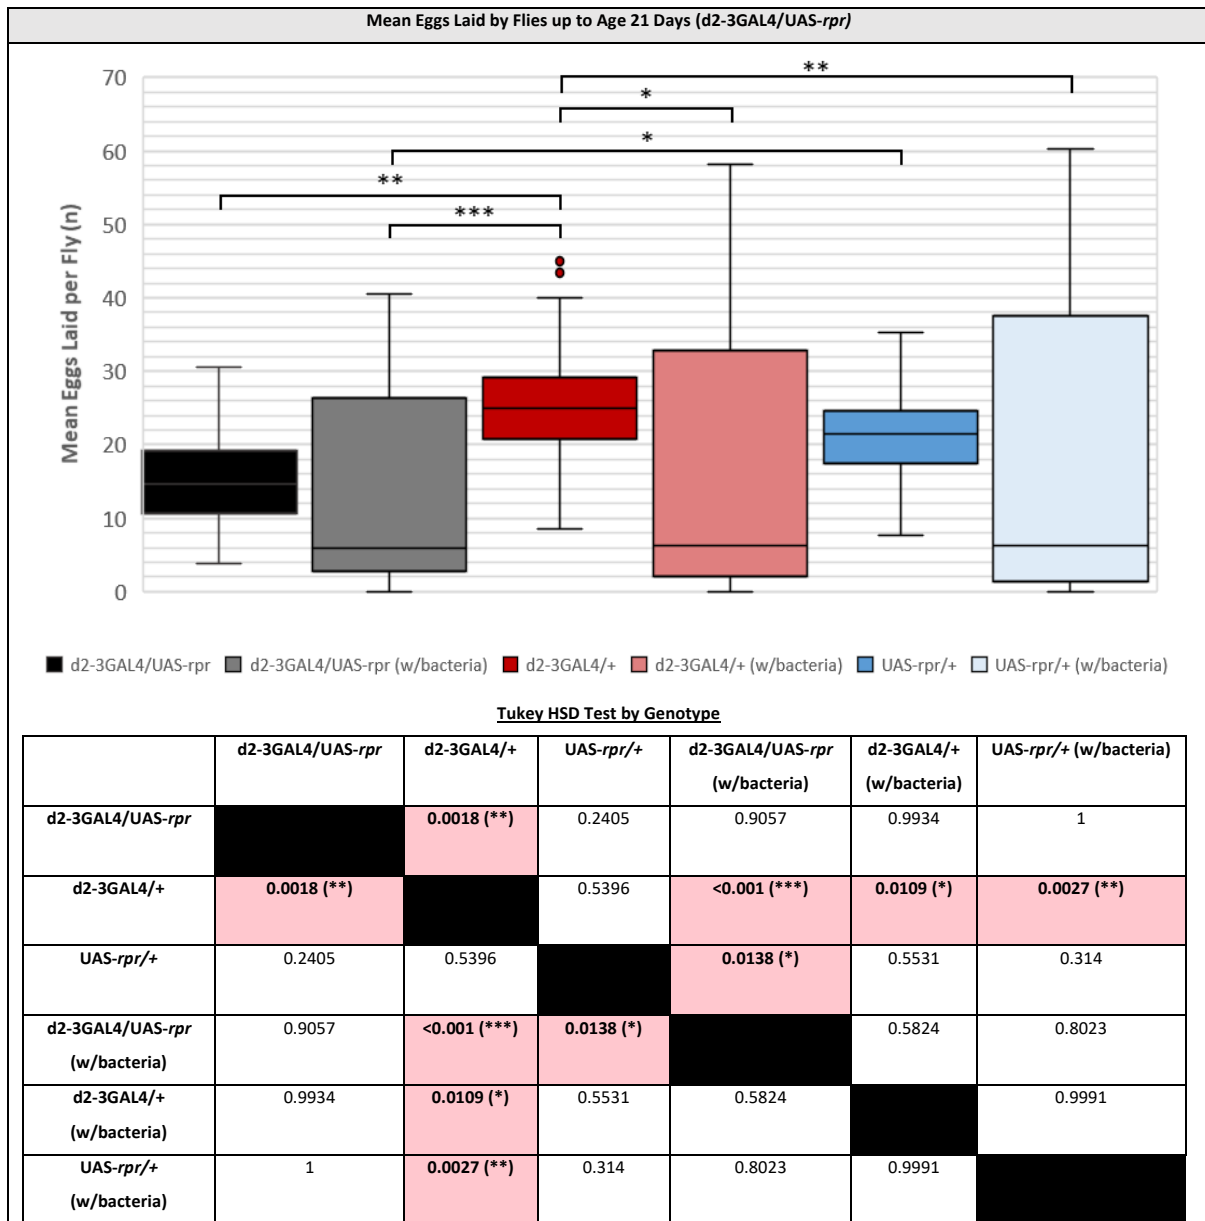 Mean Eggs Laid by Flies up to Age 21 Days (d2-3GAL4/UAS-rpr)
**
*
*
**
***
Mean Eggs Laid per Fly (n)
70
60
50
40
30
20
10
0
d2-3GAL4/UAS-rpr d2-3GAL4/UAS-rpr (w/bacteria) d2-3GAL4/+ d2-3GAL4/+ (w/bacteria) UAS-rpr/+ UAS-rpr/+ (w/bacteria)
Tukey HSD Test by Genotype
d2-3GAL4/UAS-rpr d2-3GAL4/+ UAS-rpr/+ d2-3GAL4/UAS-rpr d2-3GAL4/+ UAS-rpr/+ (w/bacteria)
(w/bacteria) (w/bacteria)
d2-3GAL4/UAS-rpr 0.0018 (**) 0.2405 0.9057 0.9934 1
d2-3GAL4/+ 0.0018 (**) 0.5396 <0.001 (***) 0.0109 (*) 0.0027 (**)
UAS-rpr/+ 0.2405 0.5396 0.0138 (*) 0.5531 0.314
d2-3GAL4/UAS-rpr 0.9057 <0.001 (***) 0.0138 (*) 0.5824 0.8023
(w/bacteria)
d2-3GAL4/+ 0.9934 0.0109 (*) 0.5531 0.5824 0.9991
(w/bacteria)
UAS-rpr/+ 1 0.0027 (**) 0.314 0.8023 0.9991
(w/bacteria)